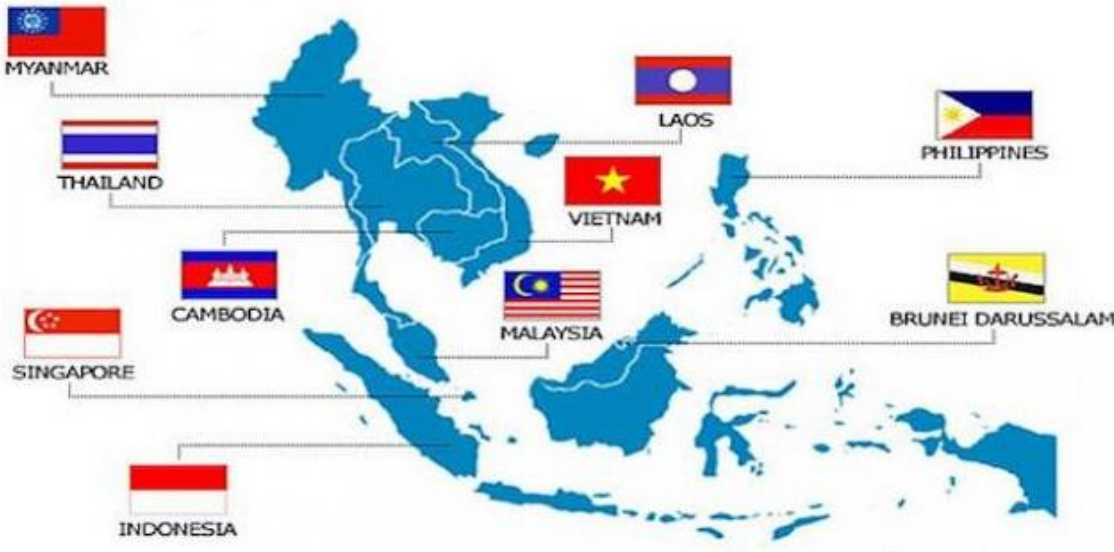 MYANMAR
LAOS
PHILIPPINES
THAILAND
VIETNAM
CAMBODIA
MALAYSIA
BRUNEI DARUSSALAM
SINGAPORE
INDONESIA